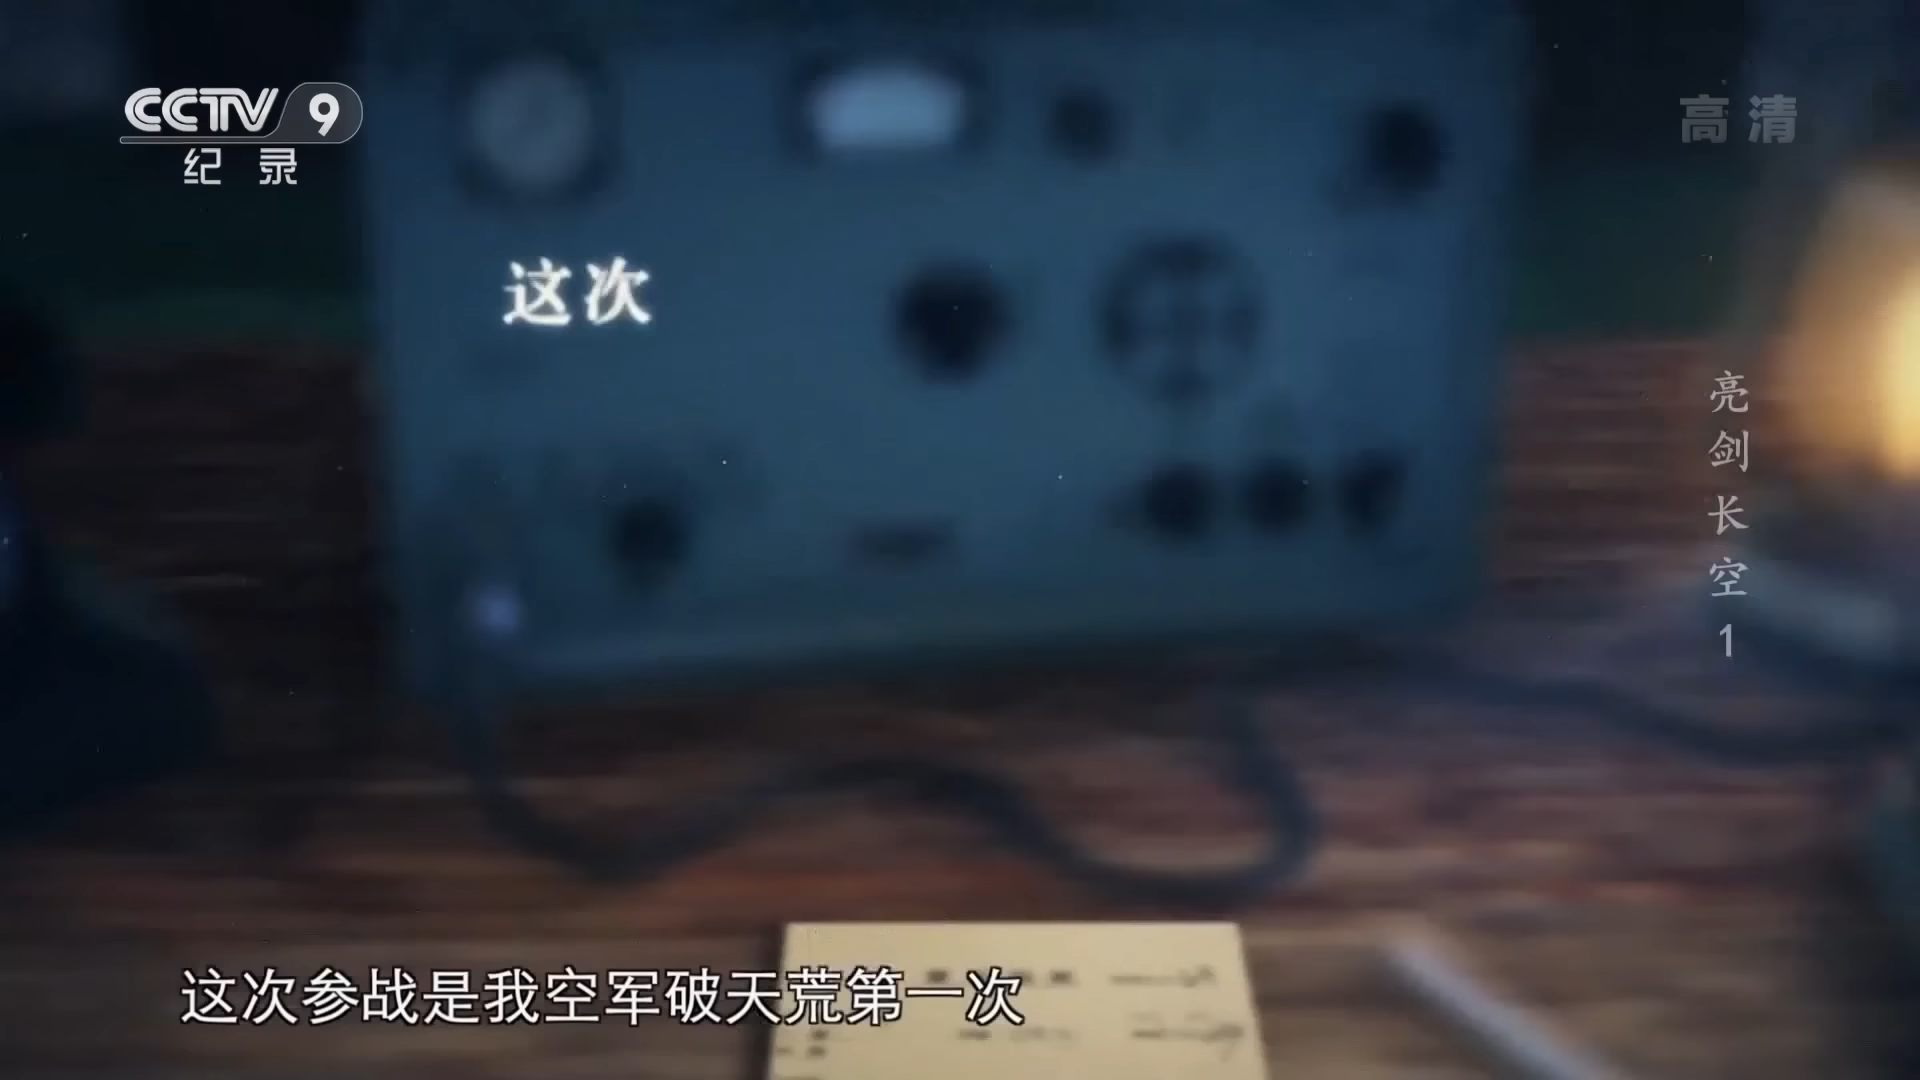 CCTV 9
纪录
高清
这次
亮剑长空1
这次参战是我空军破天荒第一次